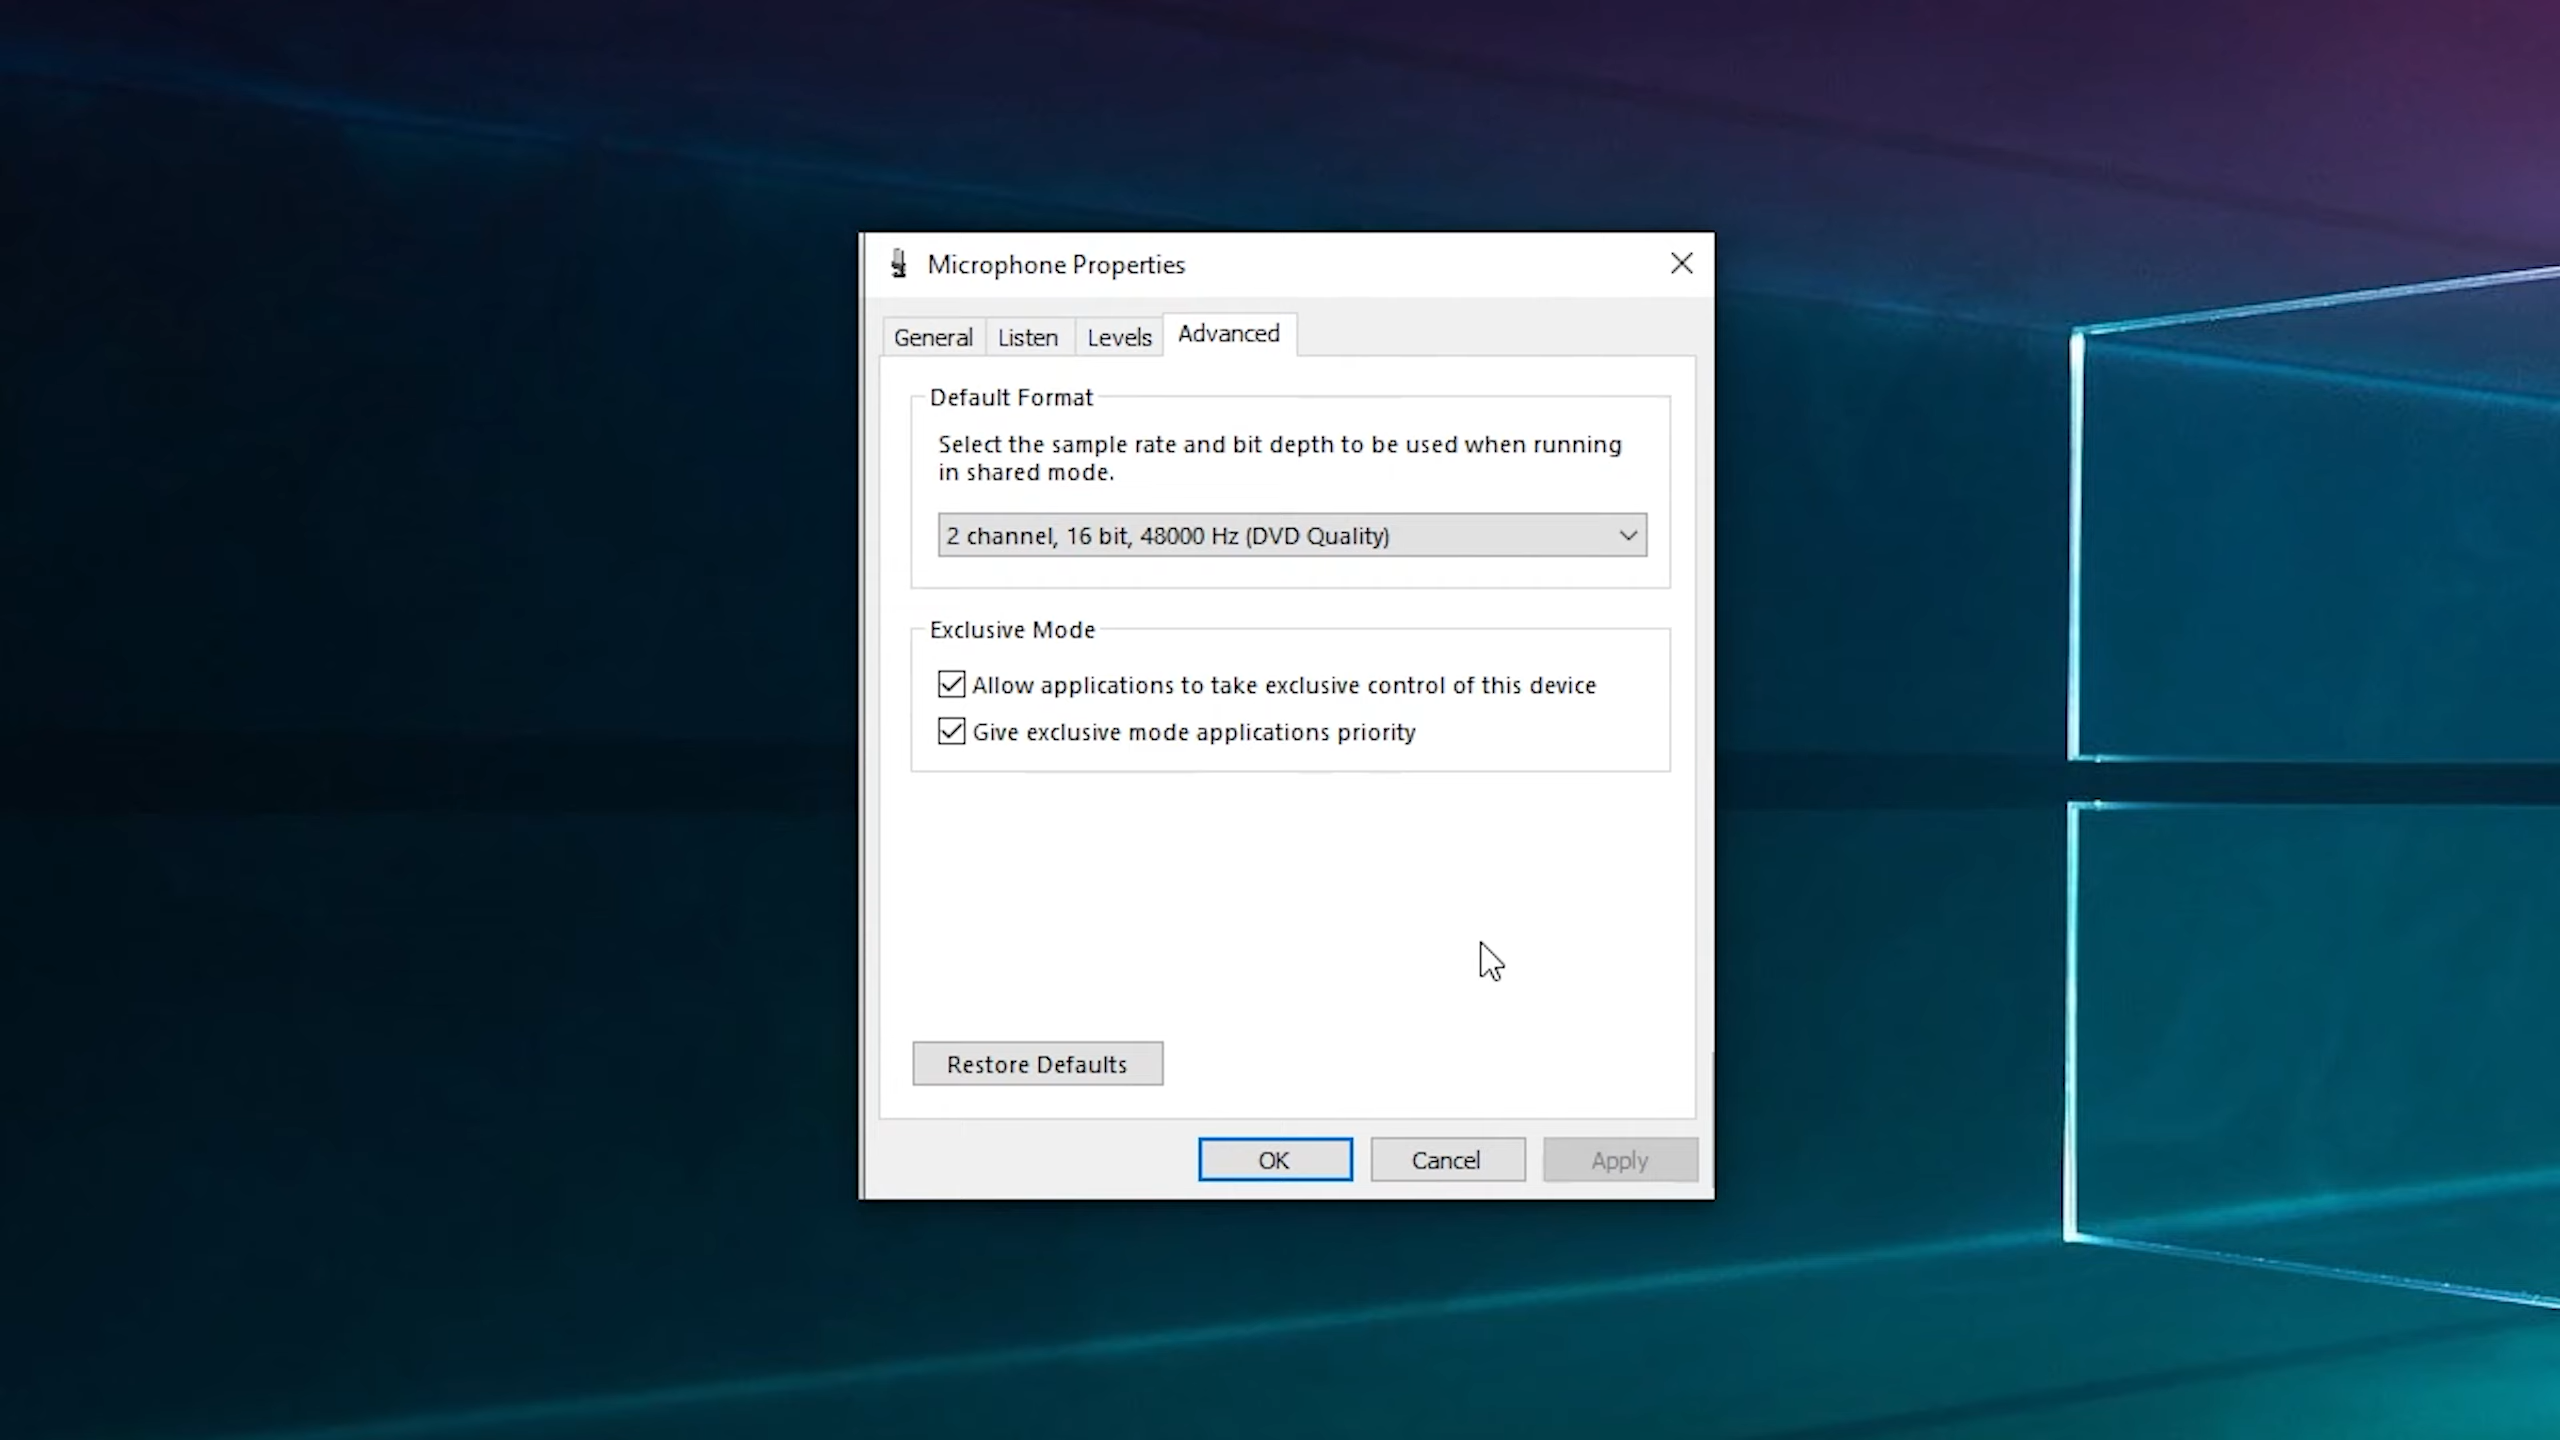 Microphone Properties
General Listen Levels Advanced
Default Format
Select the sample rate and bit depth to be used when running
in shared mode.
2 channel, 16 bit, 48000 Hz (DVD Quality)
Exclusive Mode
Allow applications to take exclusive control of this device
Give exclusive mode applications priority
Restore Defaults
OK Cancel Apply